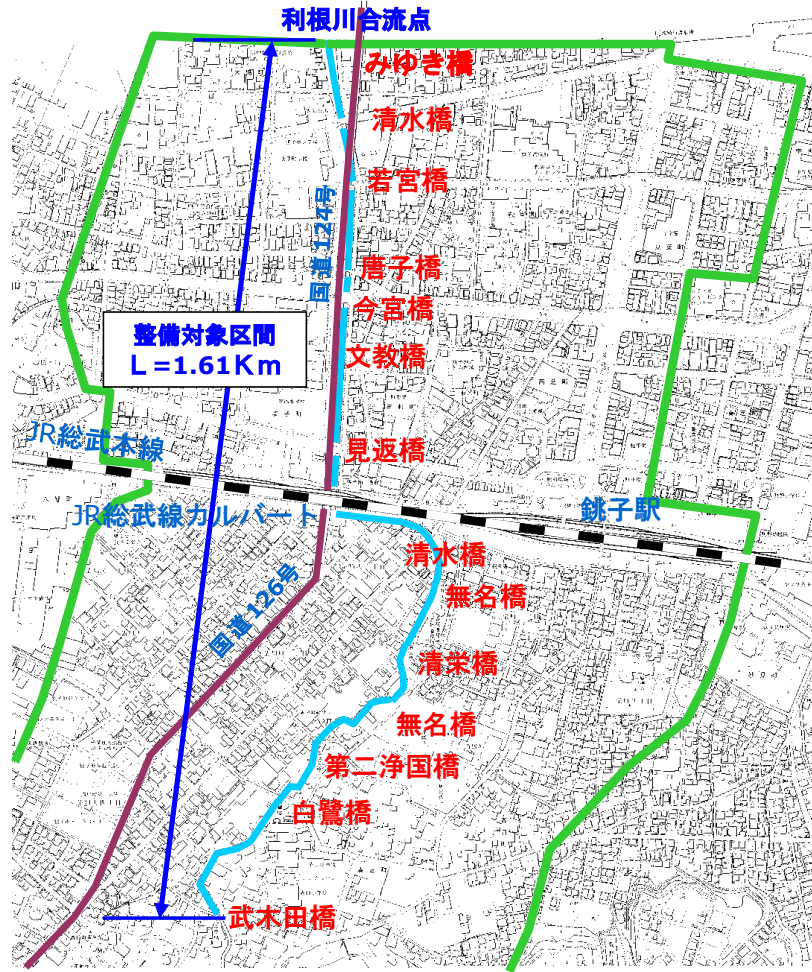 利根川合流点
みゆき橋
清水橋
若宮橋
国道124号
唐子橋
今宮橋
整備対象区間
L=1.61Km
文教橋
見返橋
JR総武本線
JR総武線カルバート
銚子駅
清水橋
国道126号
無名橋
清栄橋
無名橋
第二浄国橋
白鷺橋
武木田橋